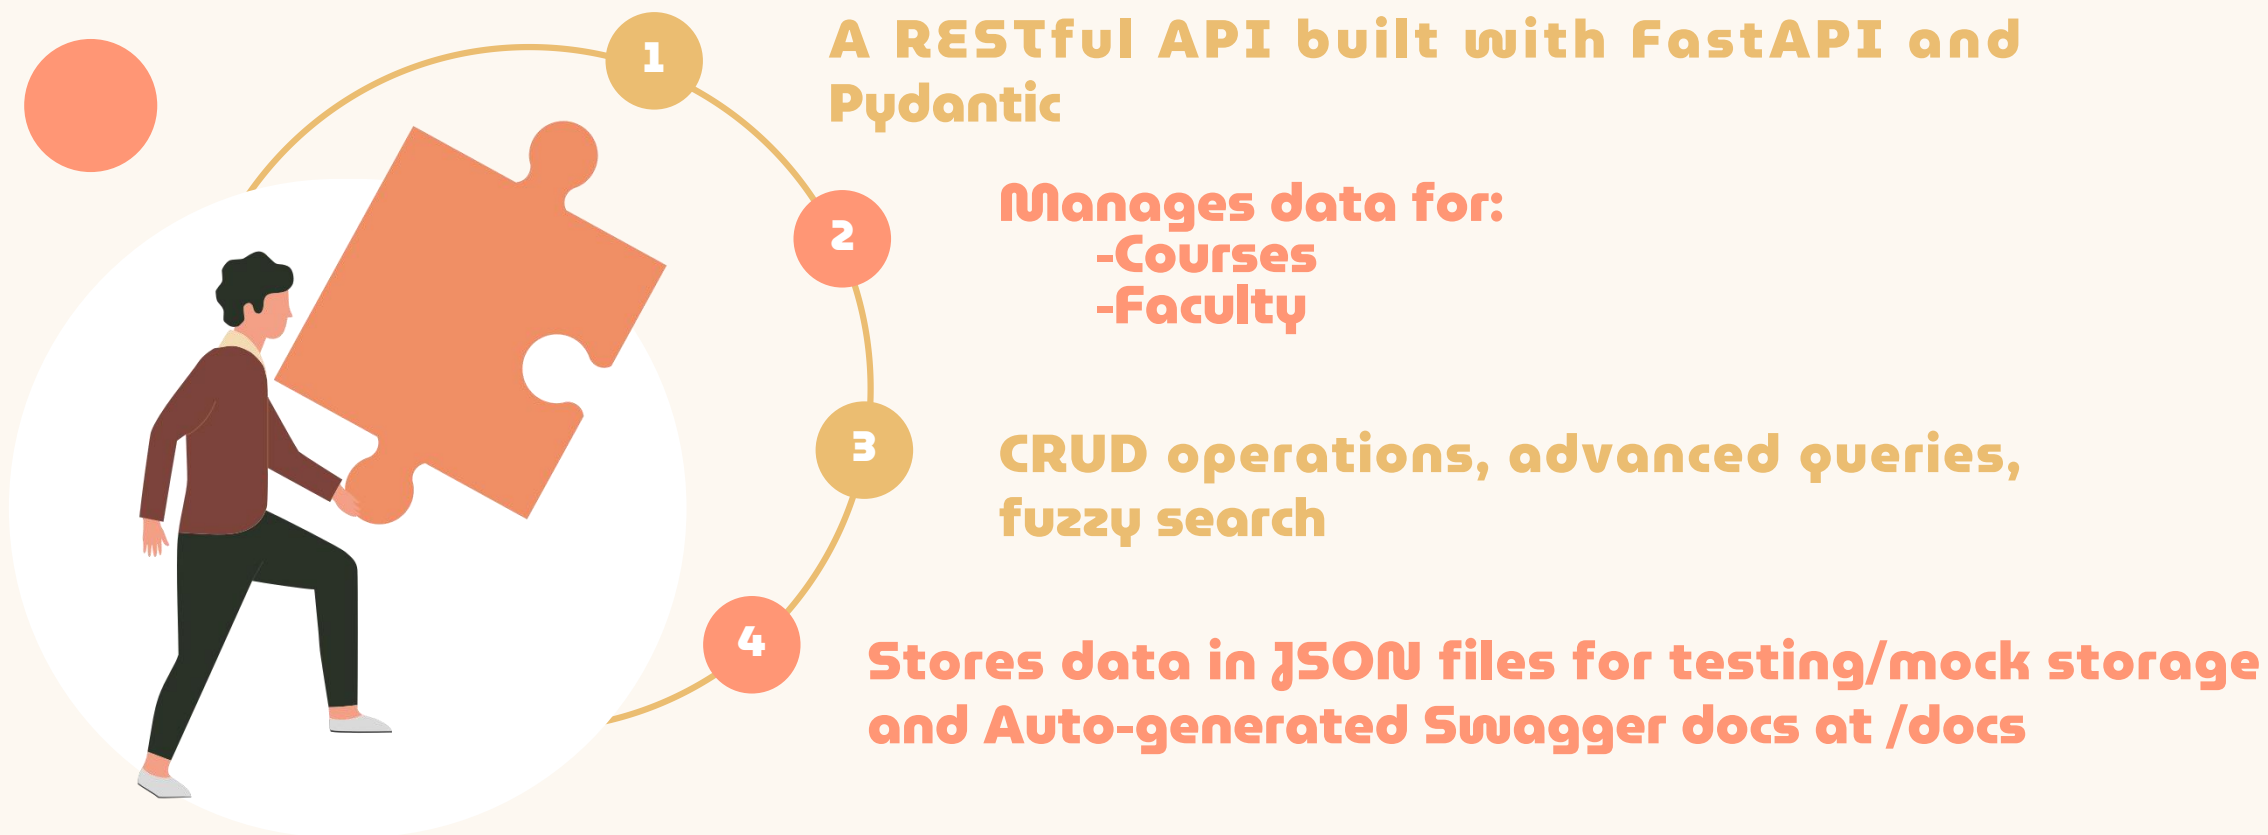 1
A RESTful API built with FastAPI and
Pydantic
2
Manages data for:
-Courses
-Faculty
3
CRUD operations, advanced queries,
fuzzy search
4
Stores data in JSON files for testing/mock storage
and Auto-generated Swagger docs at /docs